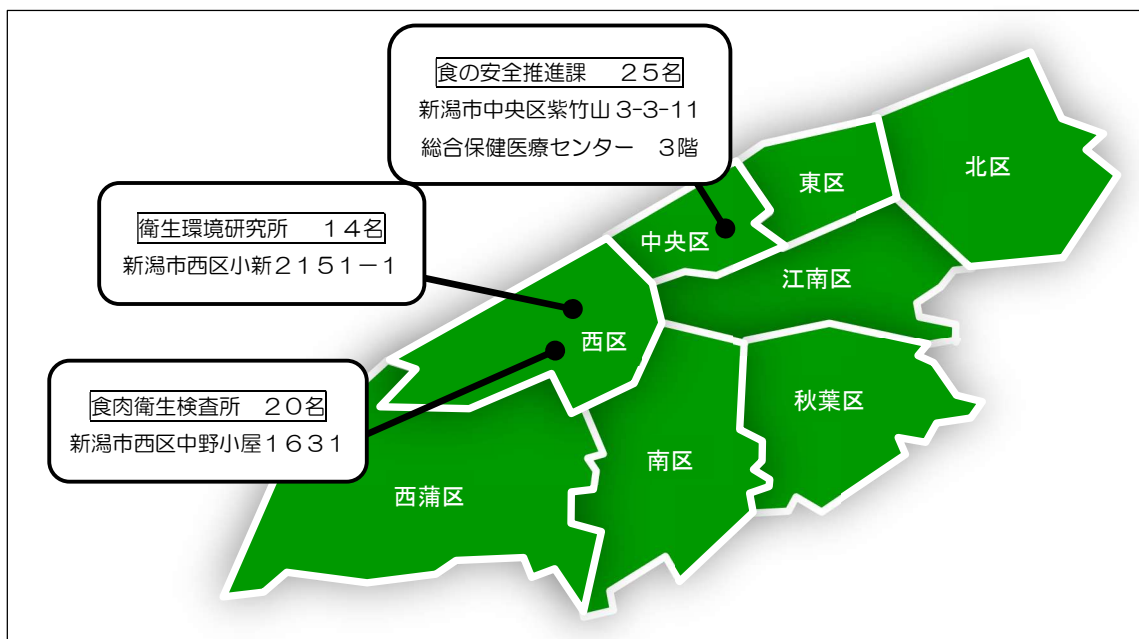 食の安全推進課　２５名
新潟市中央区紫竹山3-3-11
総合保健医療センター　３階
衛生環境研究所　１４名
新潟市西区小新２１５１－１
食肉衛生検査所　２０名
新潟市西区中野小屋１６３１
北区
東区
中央区
江南区
西区
秋葉区
南区
西蒲区